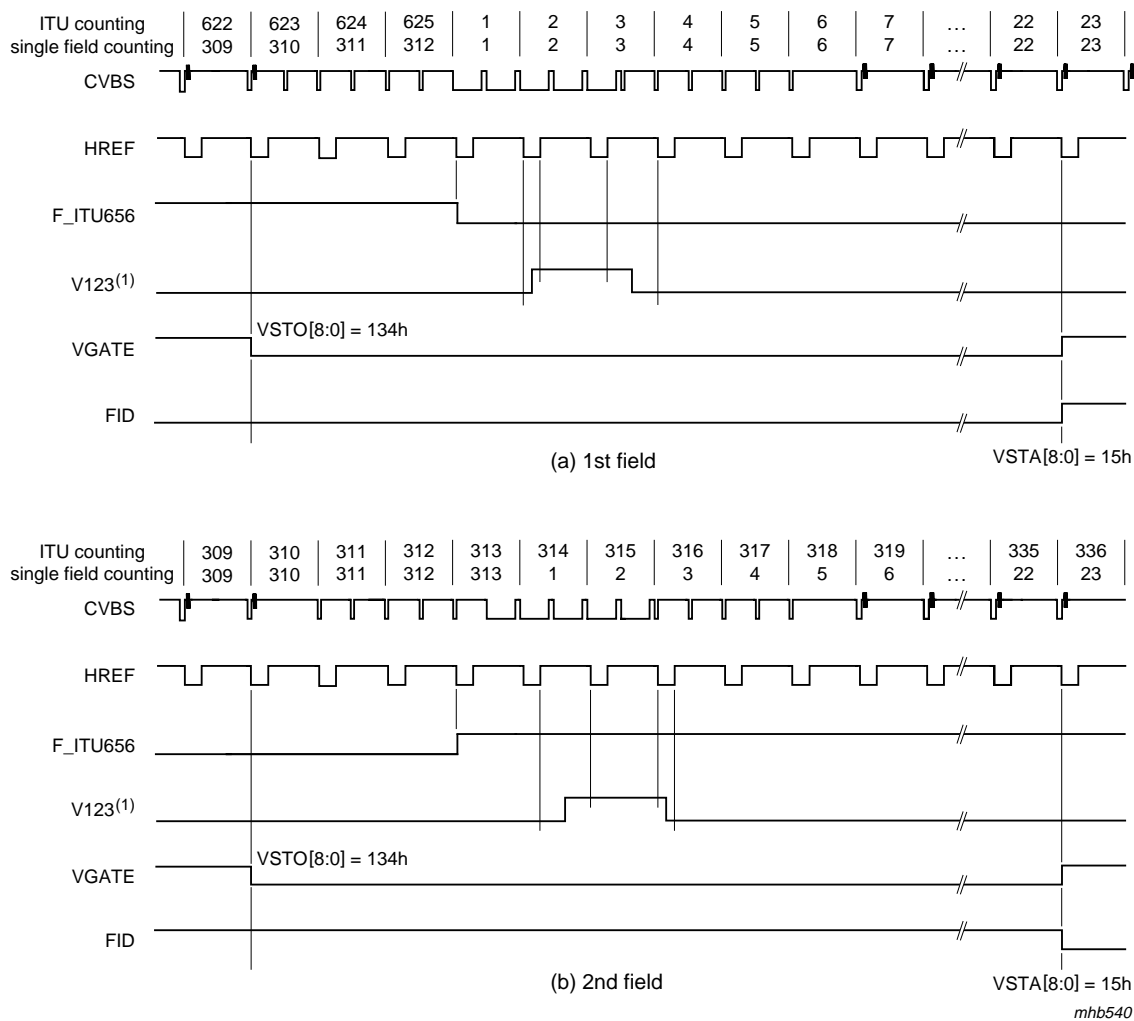 ITU counting 622 623 624 625 1 2 3 4 5 6 7 ... 22 23
single field counting 309 310 311 312 1 2 3 4 5 6 7 ... 22 23
CVBS
HREF
F_ITU656
V123(1)
VSTO[8:0] = 134h
VGATE
FID
(a) 1st field
VSTA[8:0] = 15h
ITU counting 309 310 311 312 313 314 315 316 317 318 319 ... 335 336
single field counting 309 310 311 312 313 1 2 3 4 5 6 ... 22 23
CVBS
HREF
F_ITU656
V123(1)
VSTO[8:0] = 134h
VGATE
FID
(b) 2nd field
VSTA[8:0] = 15h
mhb540